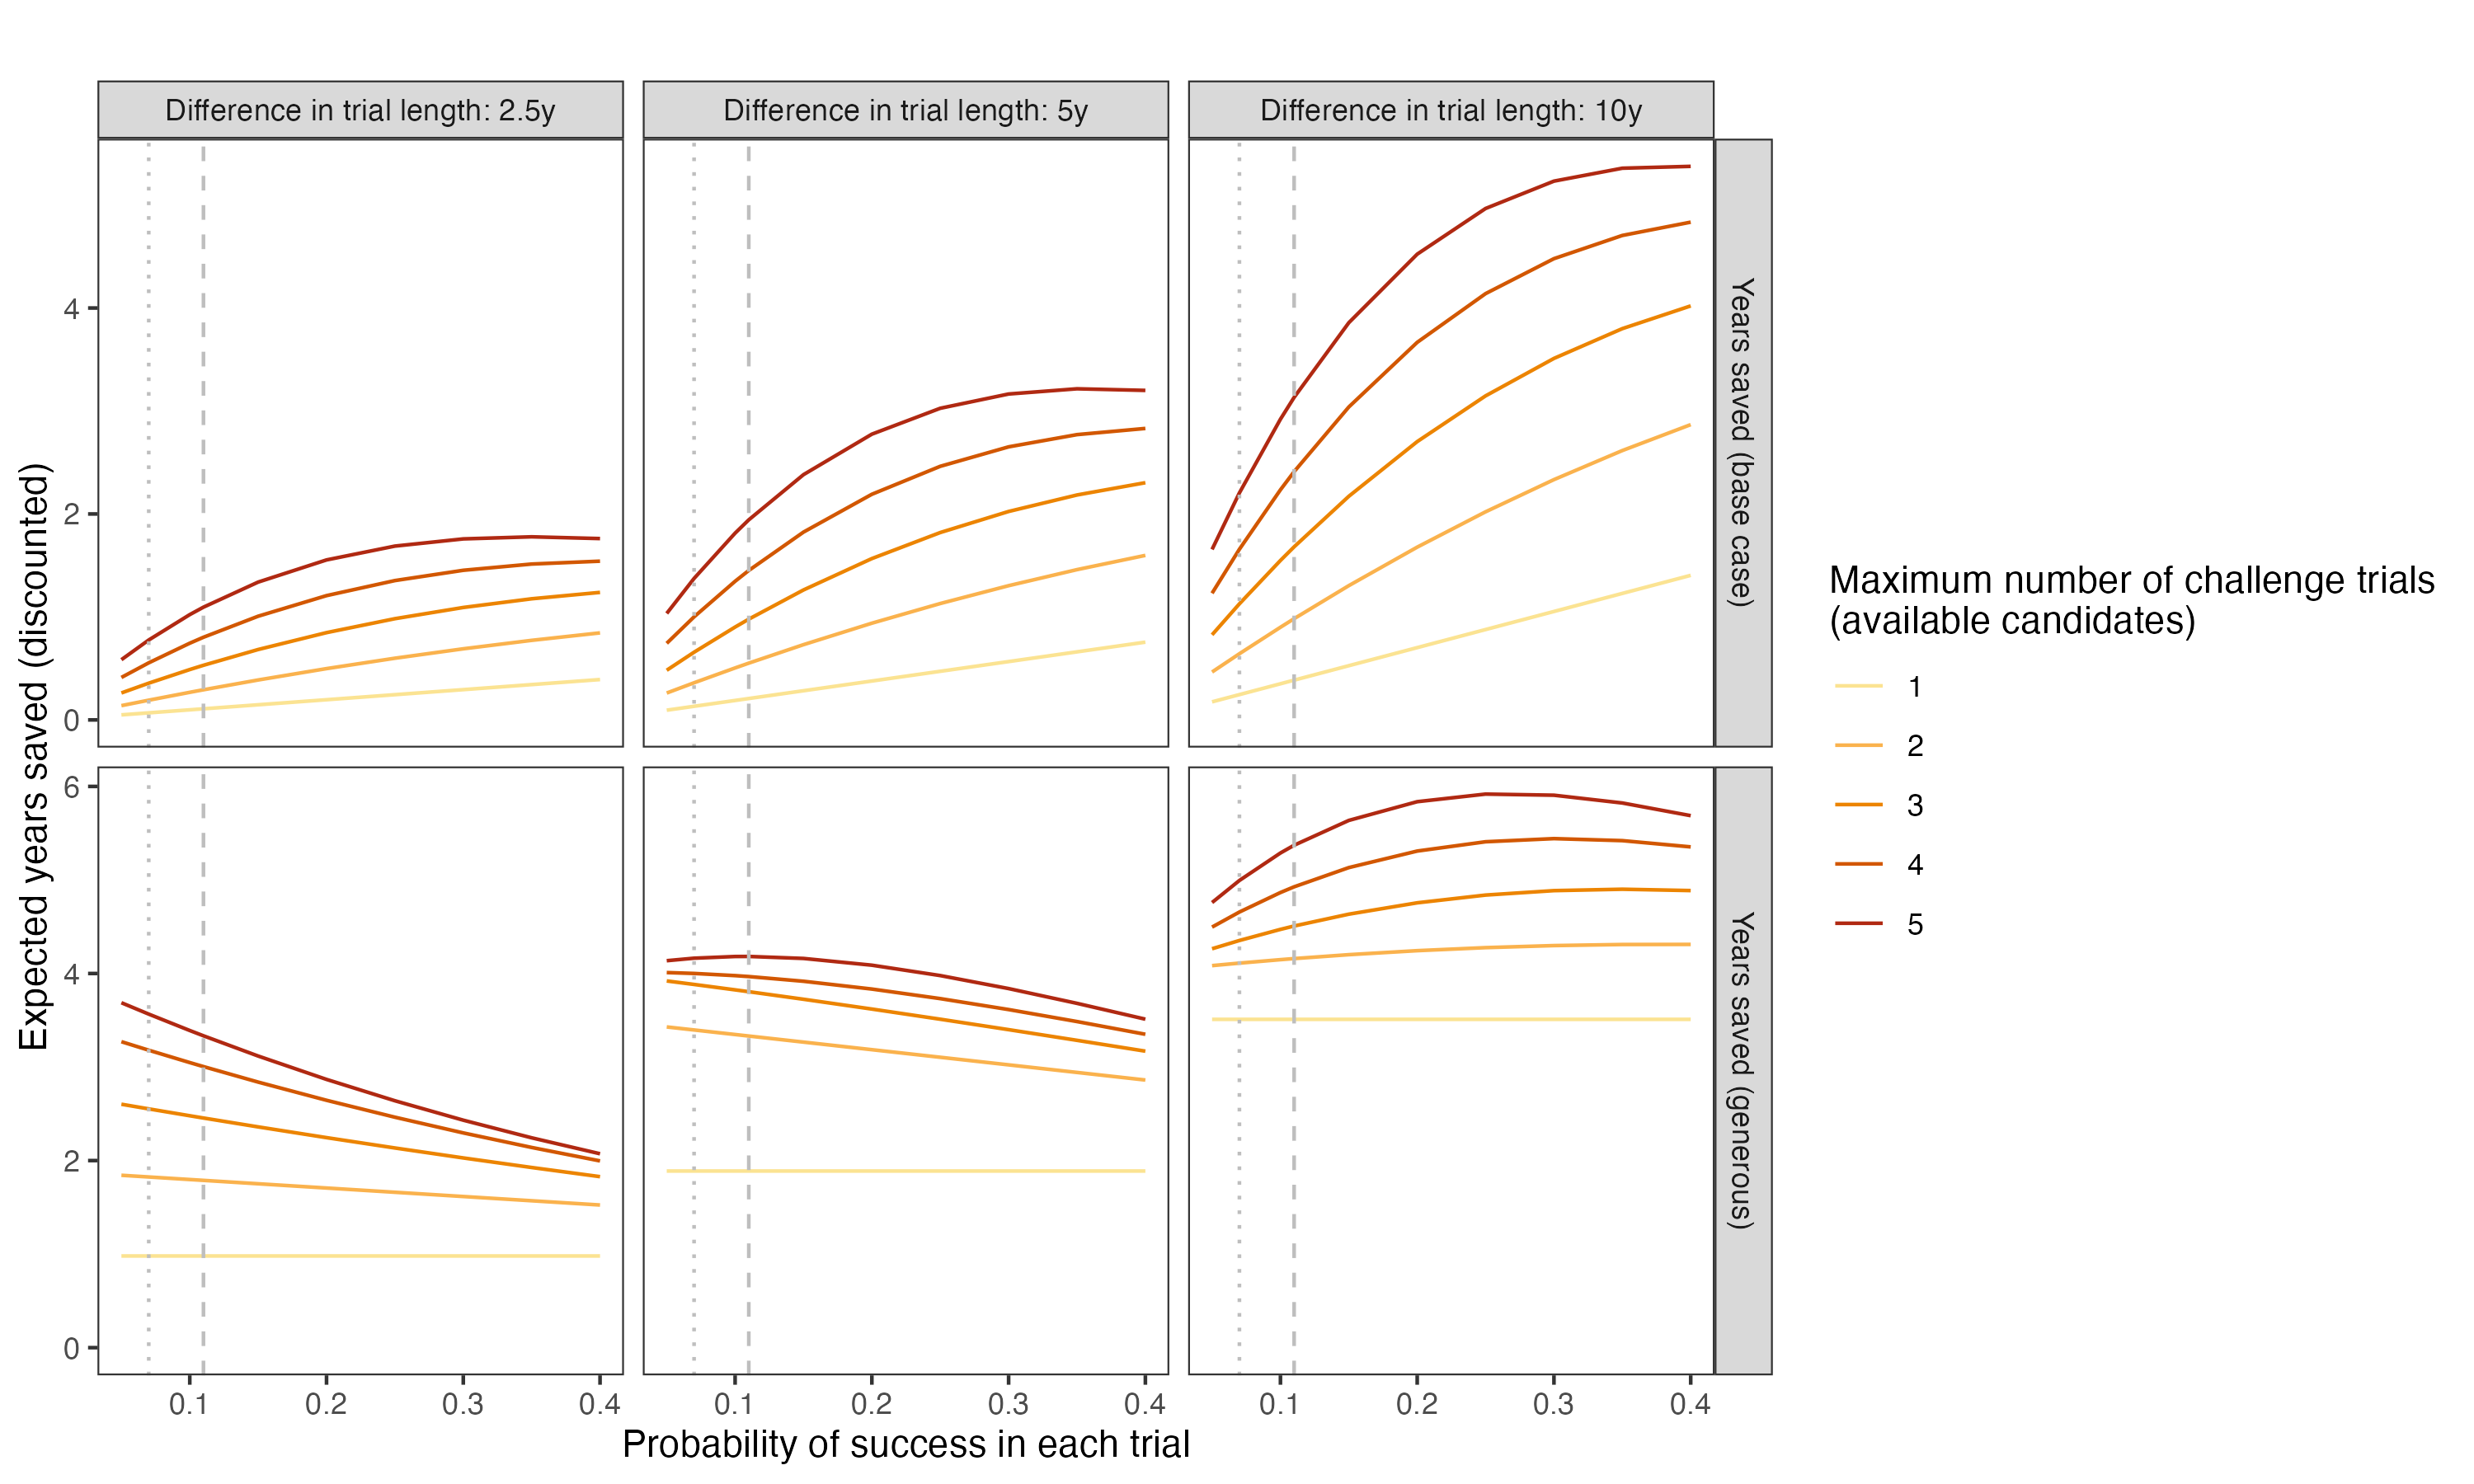 Difference in trial length: 2.5y
Difference in trial length: 5y
Difference in trial length: 10y
Expected years saved (discounted)
4
2
0
Years saved (base case)
6
4
2
0
Years saved (generous)
0.1 0.2 0.3 0.4
0.1 0.2 0.3 0.4
0.1 0.2 0.3 0.4
Probability of success in each trial
Maximum number of challenge trials
(available candidates)
1
2
3
4
5